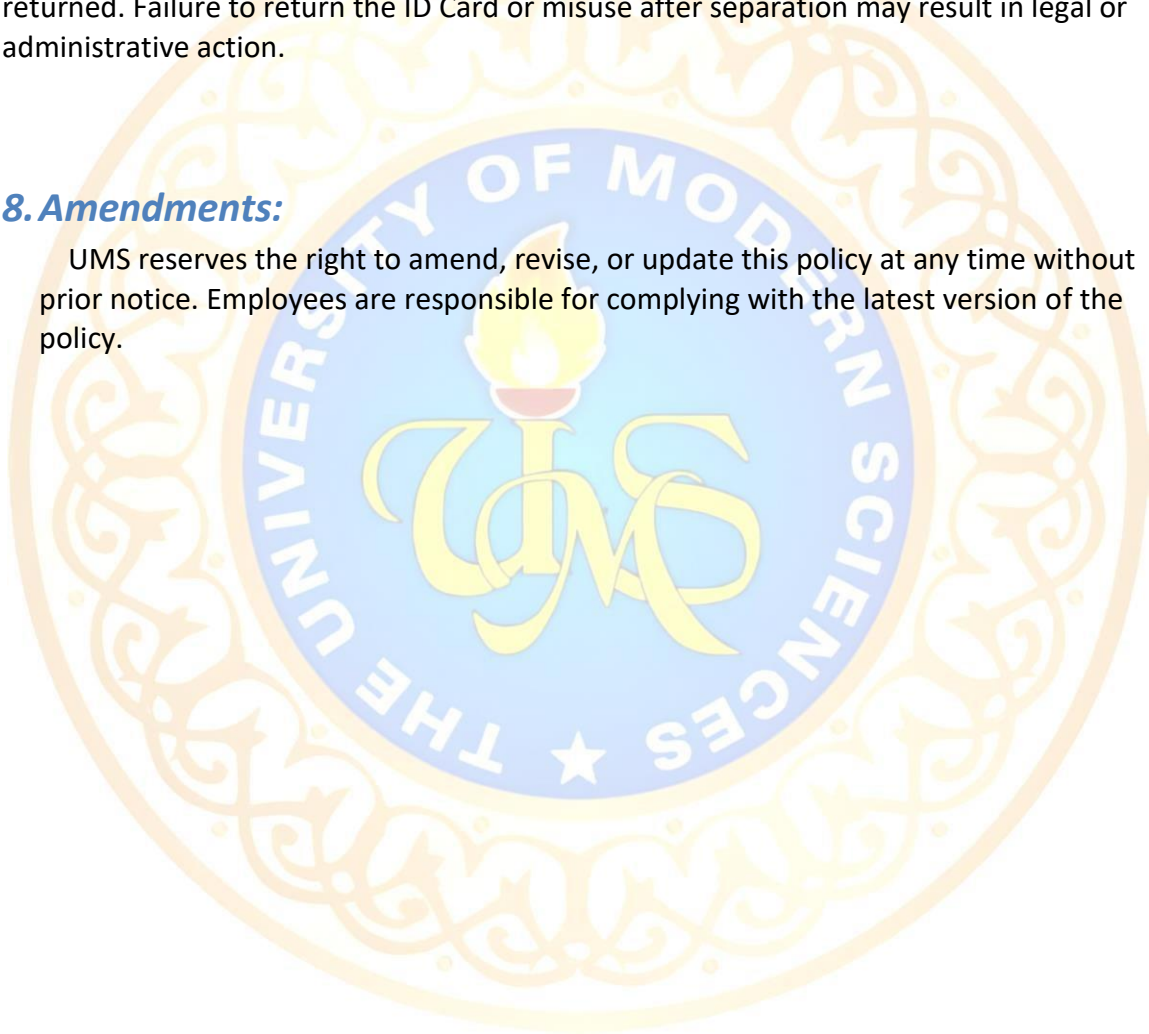 returned. Failure to return the ID Card or misuse after separation may result in legal or
administrative action.
8. Amendments:
UMS reserves the right to amend, revise, or update this policy at any time without
prior notice. Employees are responsible for complying with the latest version of the
policy.
THE UNIVERSITY OF MODERN SCIENCES
UMS